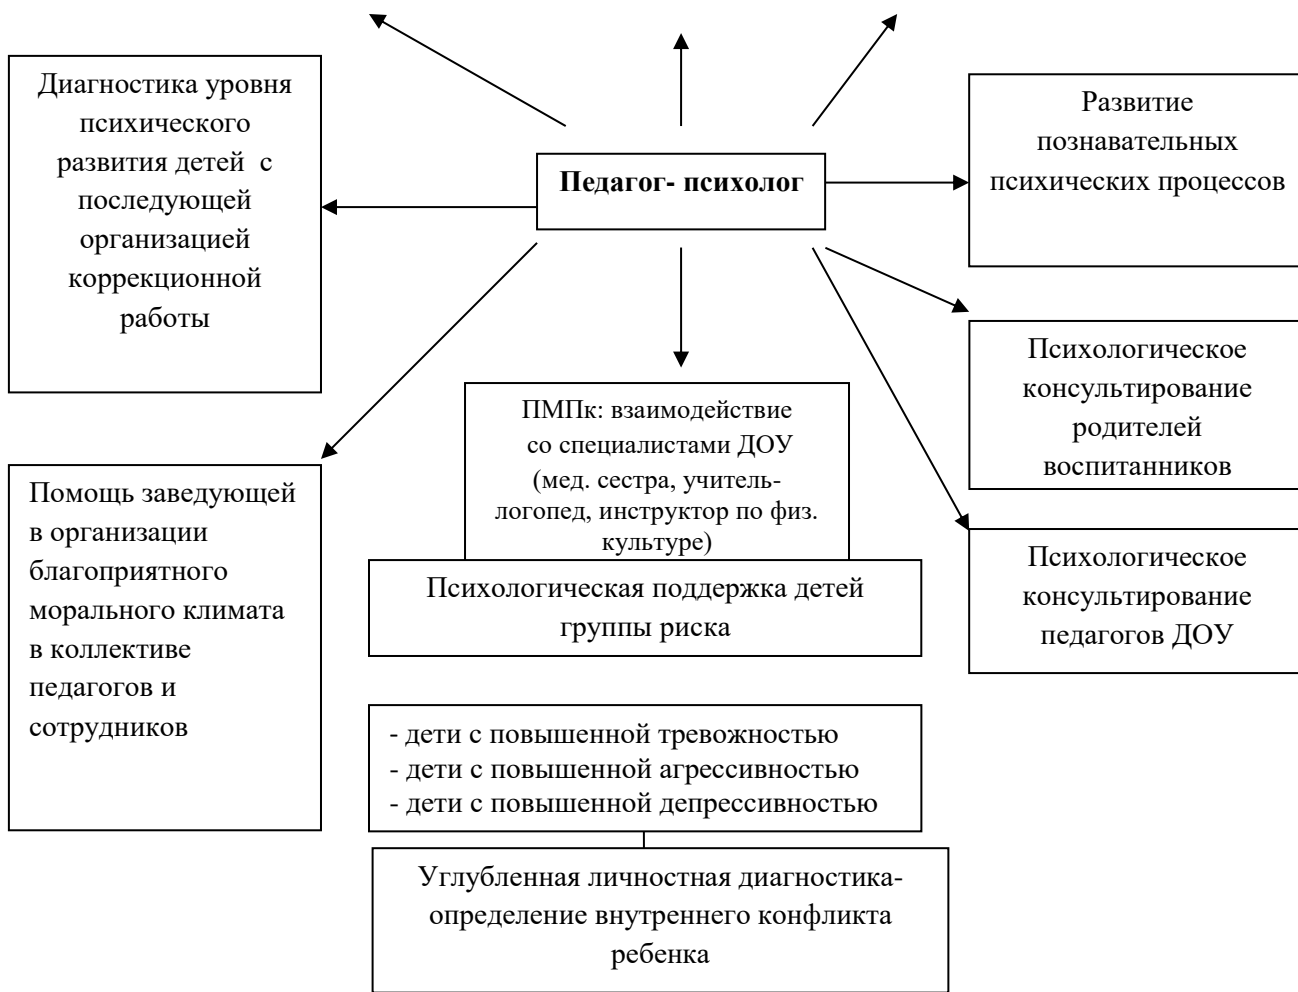 Диагностика уровня
психического
развития детей с
последующей
организацией
коррекционной
работы
Педагог- психолог
Развитие
познавательных
психических процессов
Психологическое
консультирование
родителей
воспитанников
ПМПк: взаимодействие
со специалистами ДОУ
(мед. сестра, учитель-
логопед, инструктор по физ.
культуре)
Помощь заведующей
в организации
благоприятного
морального климата
в коллективе
педагогов и
сотрудников
Психологическое
консультирование
педагогов ДОУ
Психологическая поддержка детей
группы риска
- дети с повышенной тревожностью
- дети с повышенной агрессивностью
- дети с повышенной депрессивностью
Углубленная личностная диагностика-
определение внутреннего конфликта
ребенка